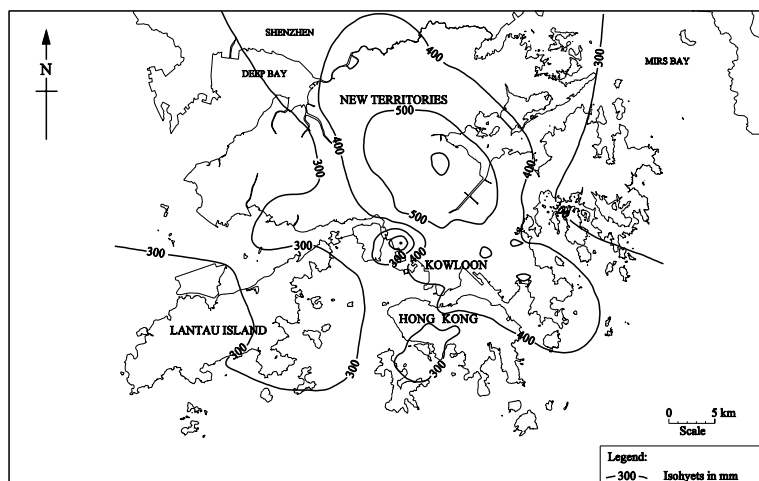 SHENZHEN
N
DEEP BAY
MIRS BAY
400
300
NEW TERRITORIES
500
400
300
400
500
300
300
300
400
KOWLOON
HONG KONG
LANTAU ISLAND
400
300
300
0 5 km
Scale
Legend:
300 Isohyets in mm